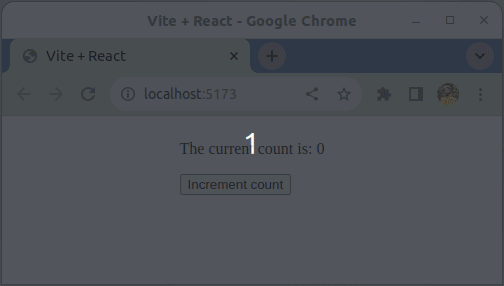 Vite + React - Google Chrome
Vite + React
localhost:5173
1
The current count is: 0
Increment count